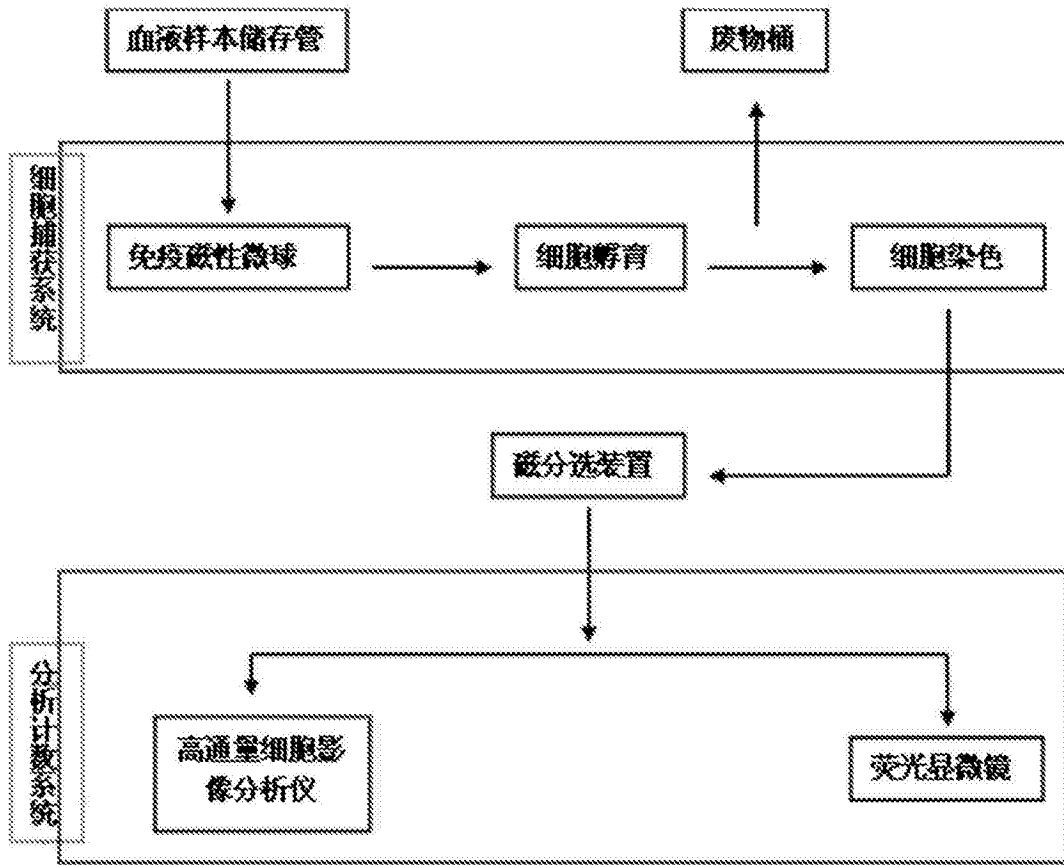 血液样本储存管
废物桶
细胞捕获系统
免疫磁性微球
细胞孵育
细胞染色
磁分选装置
分析计数系统
高通量细胞影
像分析仪
荧光显微镜